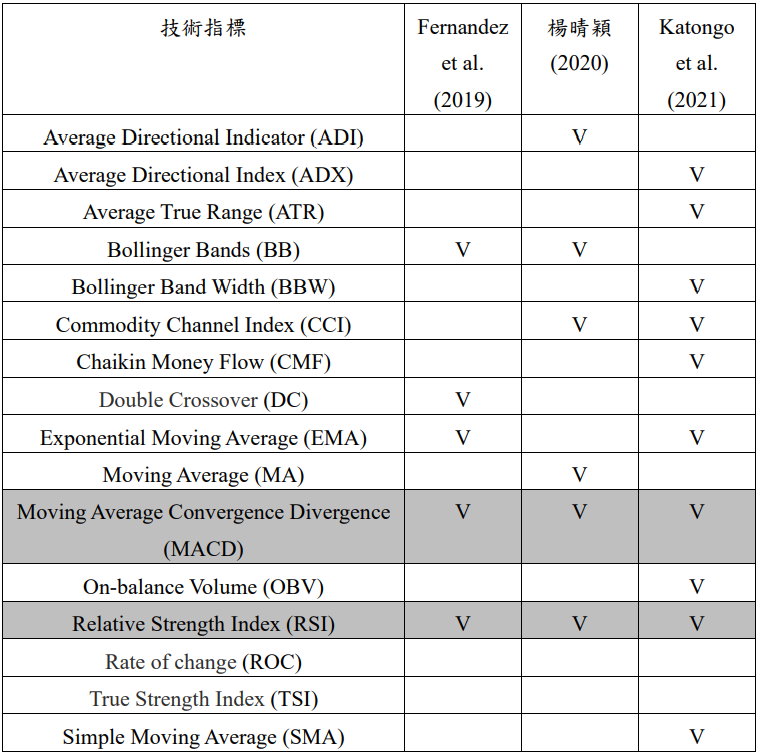 技術指標 Fernandez et al. (2019) 楊晴穎 (2020) Katongo et al. (2021)
Average Directional Indicator (ADI) V
Average Directional Index (ADX) V
Average True Range (ATR) V
Bollinger Bands (BB) V V
Bollinger Band Width (BBW) V
Commodity Channel Index (CCI) V V
Chaikin Money Flow (CMF) V
Double Crossover (DC) V
Exponential Moving Average (EMA) V V
Moving Average (MA) V
Moving Average Convergence Divergence (MACD) V V V
On-balance Volume (OBV) V
Relative Strength Index (RSI) V V V
Rate of change (ROC)
True Strength Index (TSI)
Simple Moving Average (SMA) V